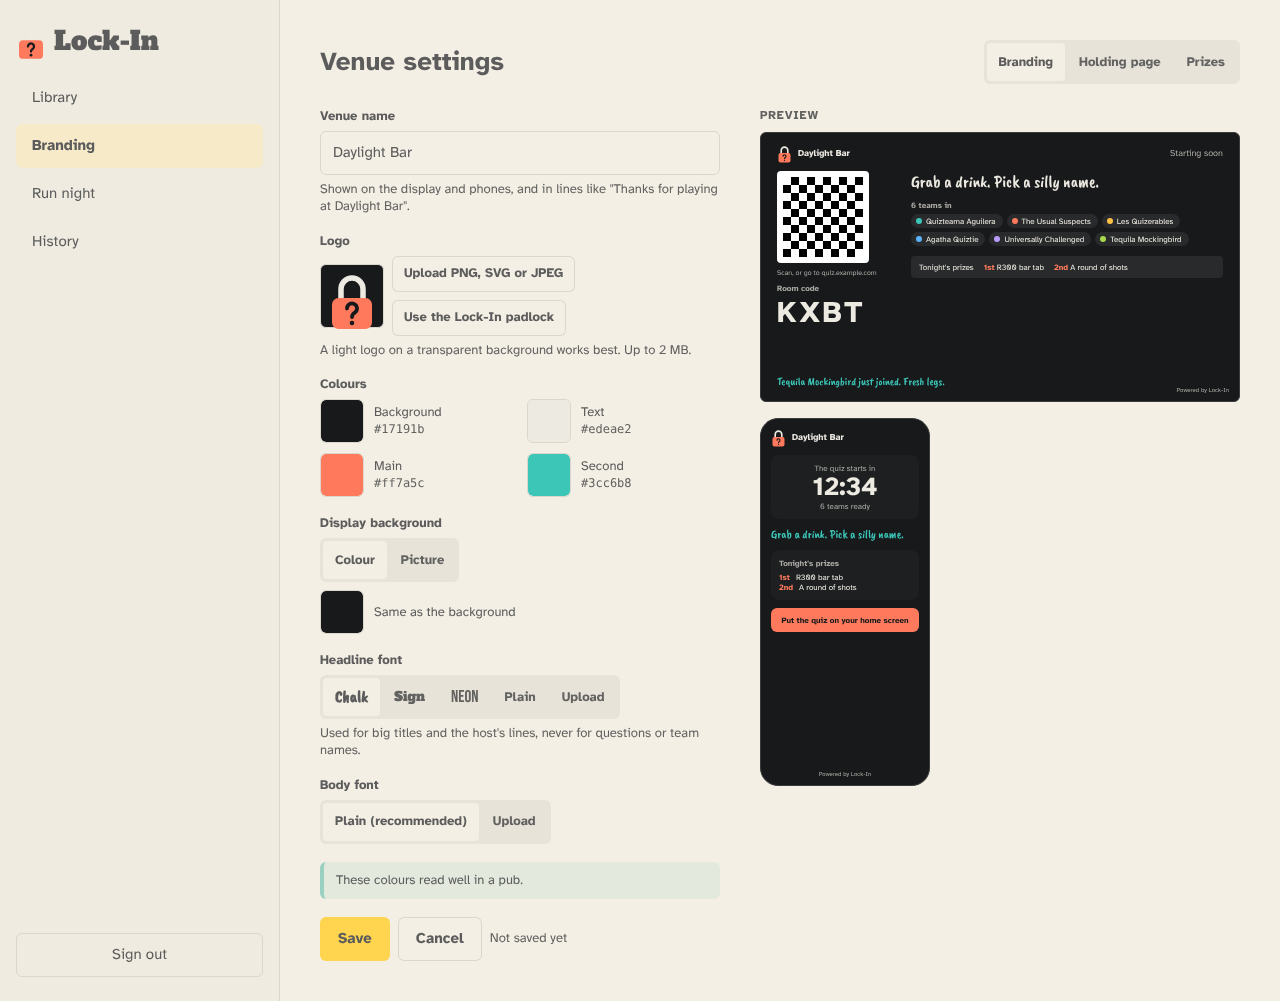 ?
Lock-In
Library
Branding
Run night
History
Sign out
Venue settings
Branding
Holding page
Prizes
Venue name
Daylight Bar
Shown on the display and phones, and in lines like "Thanks for playing
at Daylight Bar".
Logo
?
Upload PNG, SVG or JPEG
Use the Lock-In padlock
A light logo on a transparent background works best. Up to 2 MB.
Colours
Background
#17191b
Text
#edeae2
Main
#ff7a5c
Second
#3cc6b8
Display background
Colour
Picture
Same as the background
Headline font
Chalk
Sign
NEON
Plain
Upload
Used for big titles and the host's lines, never for questions or team
names.
Body font
Plain (recommended)
Upload
These colours read well in a pub.
Save
Cancel
Not saved yet
PREVIEW
?
Daylight Bar
Starting soon
Scan, or go to quiz.example.com
Room code
KXBT
Grab a drink. Pick a silly name.
6 teams in
Quizteama Aguilera
The Usual Suspects
Les Quizerables
Agatha Quiztie
Universally Challenged
Tequila Mockingbird
Tonight's prizes 1st R300 bar tab 2nd A round of shots
Tequila Mockingbird just joined. Fresh legs.
Powered by Lock-In
?
Daylight Bar
The quiz starts in
12:34
6 teams ready
Grab a drink. Pick a silly name.
Tonight's prizes
1st R300 bar tab
2nd A round of shots
Put the quiz on your home screen
Powered by Lock-In